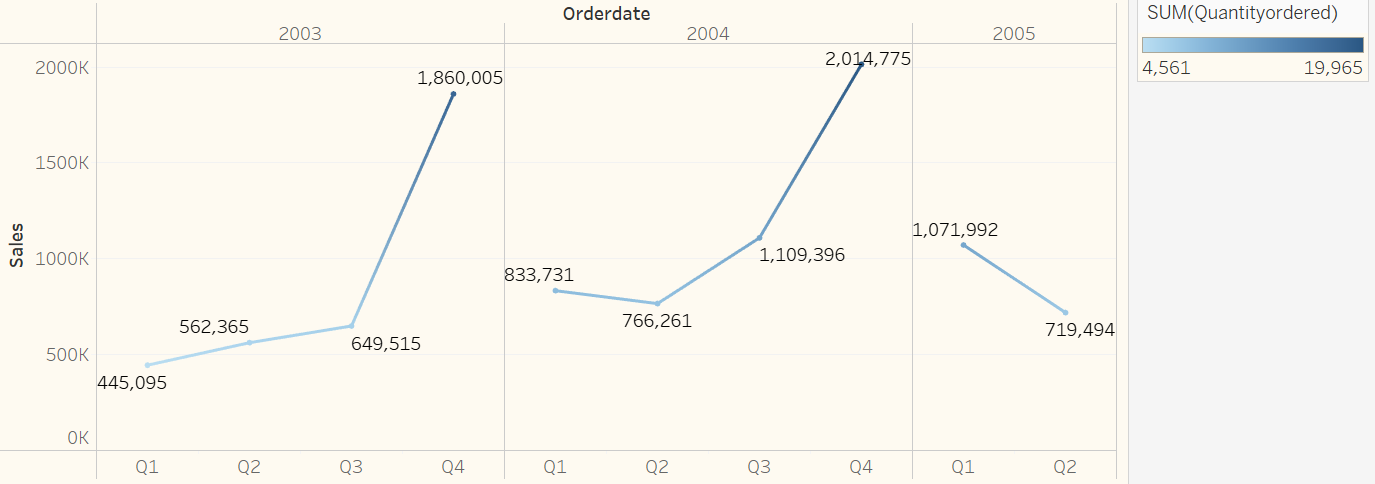 Orderdate
SUM(Quantityordered)
2003 2004 2005
4,561 19,965
Sales
2000K
1500K
1000K
500K
0K
445,095
562,365
649,515
1,860,005
833,731
766,261
1,109,396
2,014,775
1,071,992
719,494
Q1 Q2 Q3 Q4 Q1 Q2 Q3 Q4 Q1 Q2